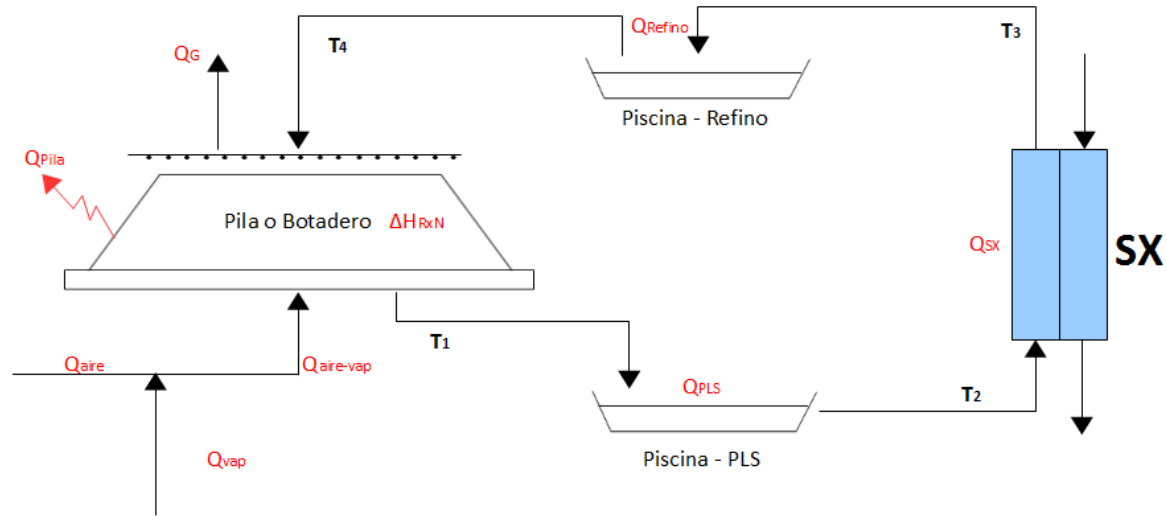 Q Refino
T4
T3
QG
Piscina - Refino
QPila
Pila o Botadero ΔHRxN
QSX
SX
T1
Qaire
Qaire-vap
QPLS
T2
Qvap
Piscina - PLS